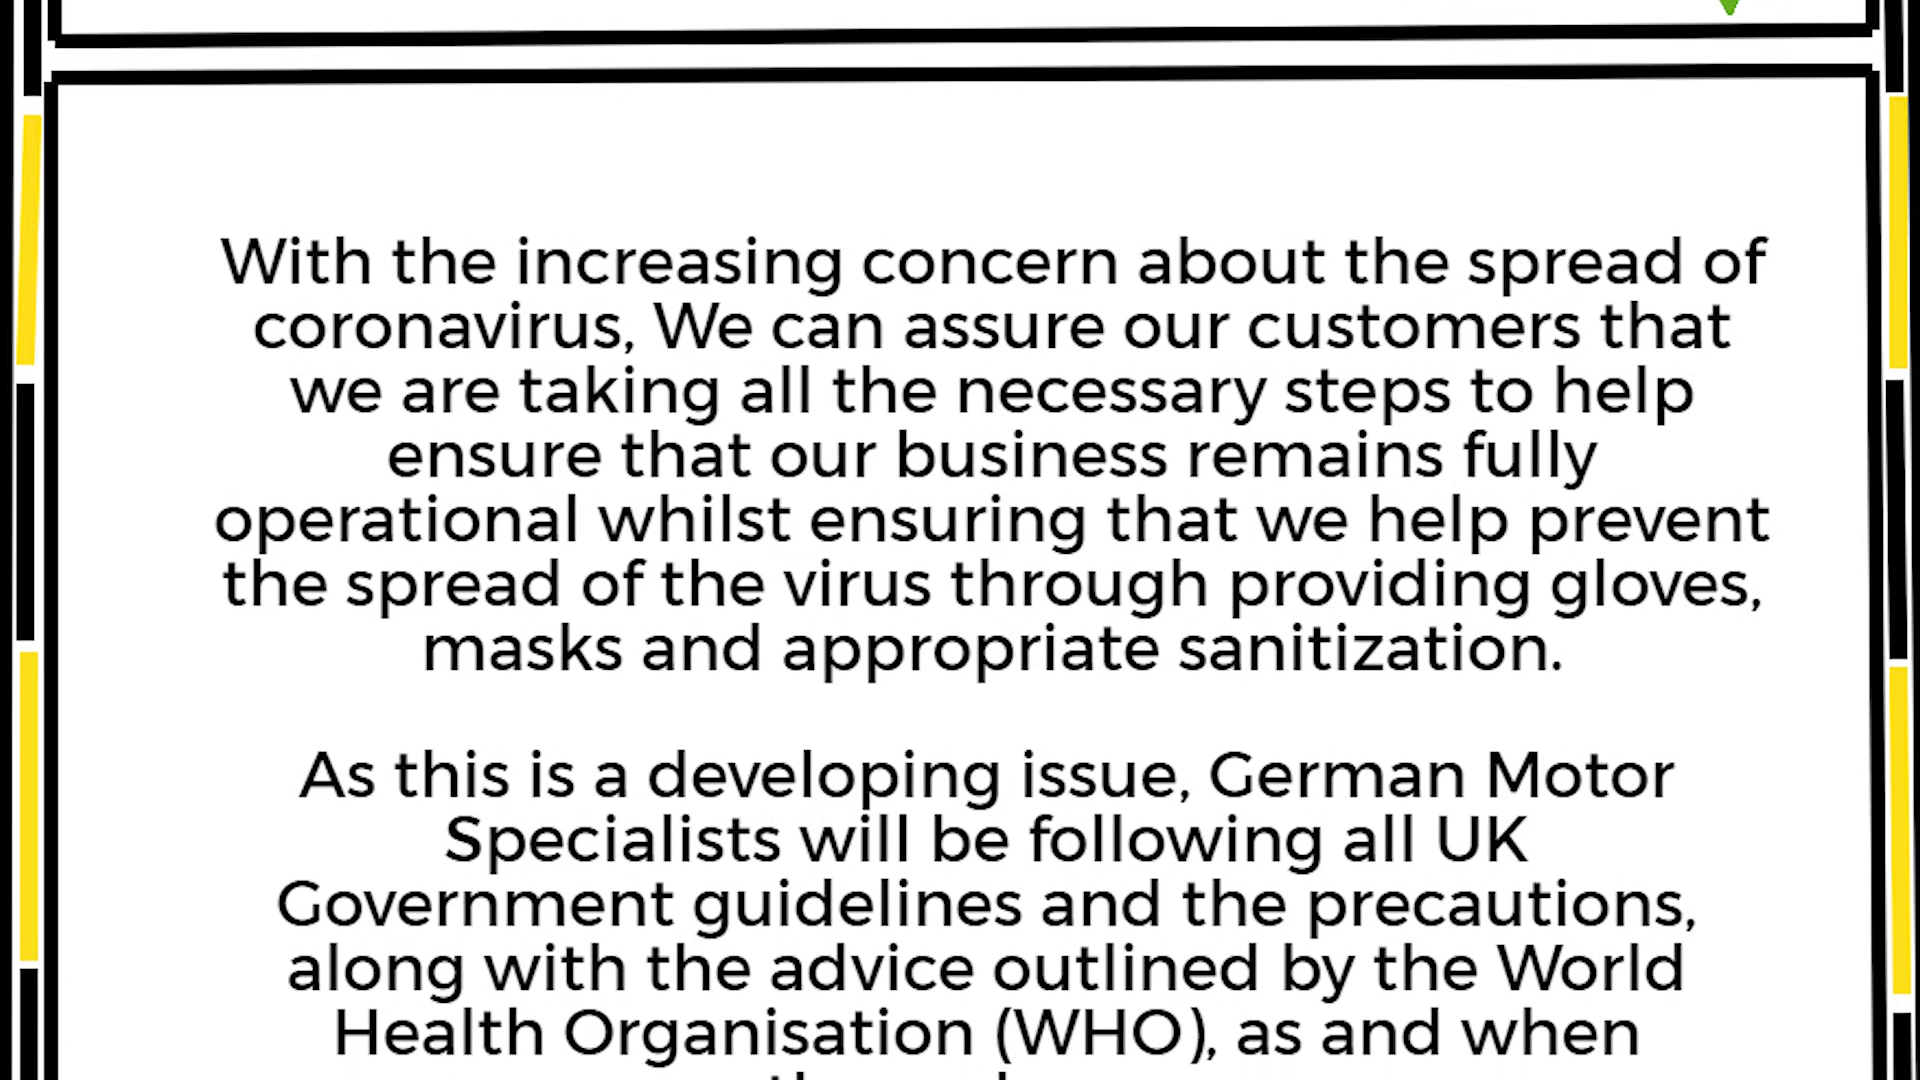 With the increasing concern about the spread of
coronavirus, We can assure our customers that
we are taking all the necessary steps to help
ensure that our business remains fully
operational whilst ensuring that we help prevent
the spread of the virus through providing gloves,
masks and appropriate sanitization.
As this is a developing issue, German Motor
Specialists will be following all UK
Government guidelines and the precautions,
along with the advice outlined by the World
Health Organisation (WHO), as and when